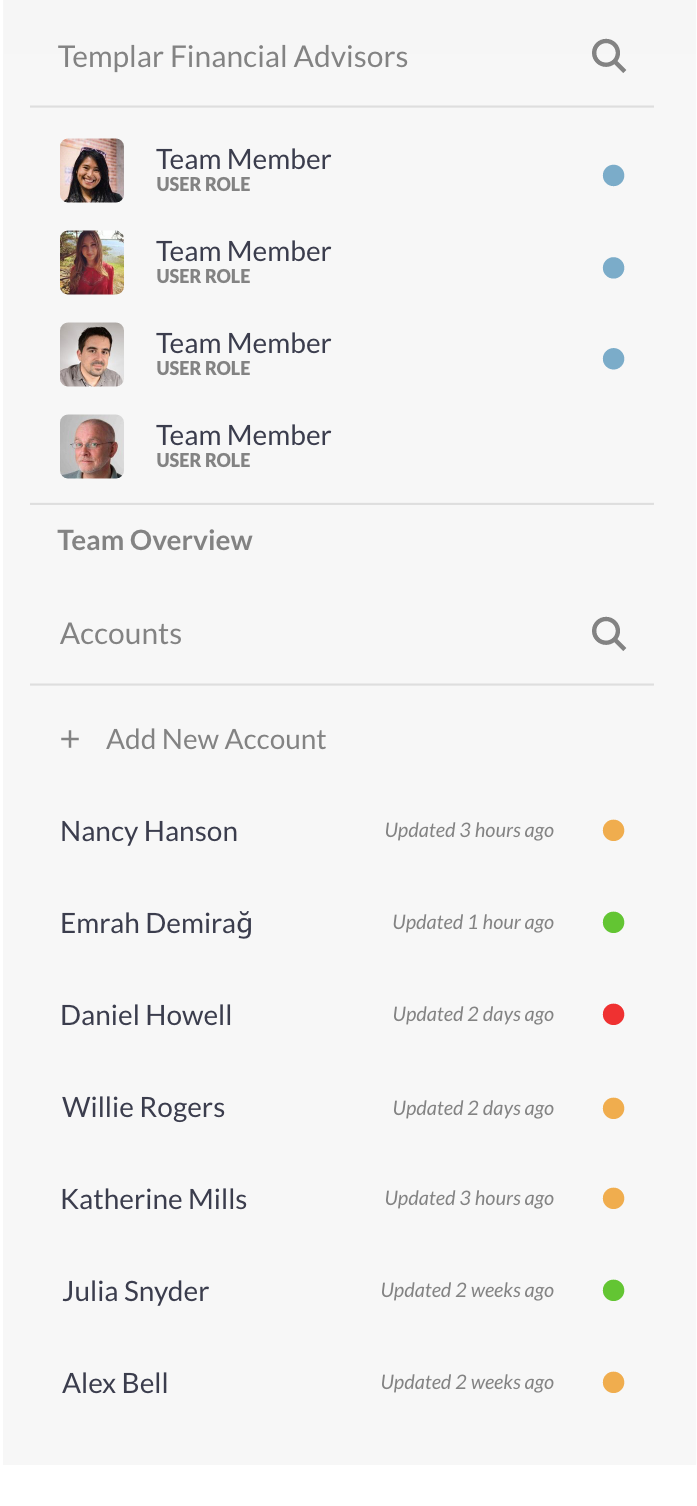 Templar Financial Advisors
Team Member
USER ROLE
Team Member
USER ROLE
Team Member
USER ROLE
Team Member
USER ROLE
Team Overview
Accounts
+ Add New Account
Nancy Hanson Updated 3 hours ago
Emrah Demirağ Updated 1 hour ago
Daniel Howell Updated 2 days ago
Willie Rogers Updated 2 days ago
Katherine Mills Updated 3 hours ago
Julia Snyder Updated 2 weeks ago
Alex Bell Updated 2 weeks ago